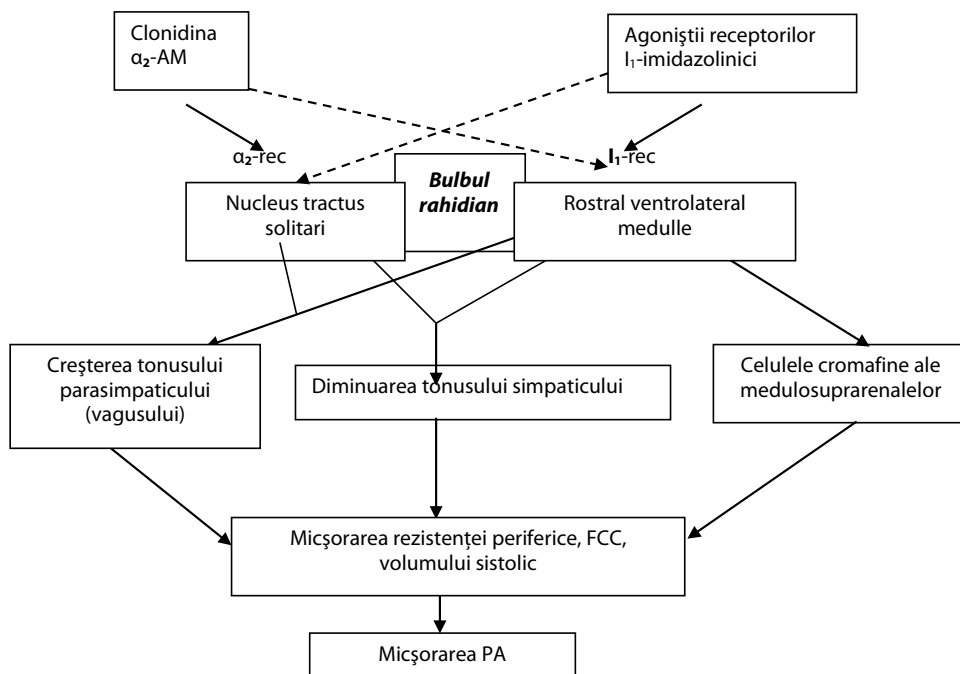 Clonidina
α₂-AM
Agoniştii receptorilor
I₁-imidazolinici
α₂-rec
I₁-rec
Bulbul
rahidian
Nucleus tractus
solitari
Rostral ventrolateral
medulle
Creşterea tonusului
parasimpaticului
(vagusului)
Diminuarea tonusului simpaticului
Celulele cromafine ale
medulosuprarenalelor
Micşorarea rezistenței periferice, FCC,
volumului sistolic
Micşorarea PA